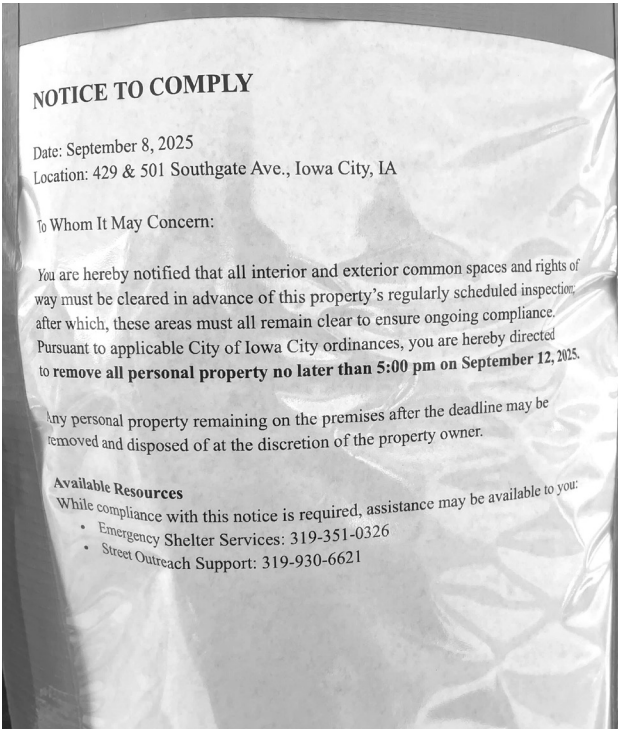 NOTICE TO COMPLY
Date: September 8, 2025
Location: 429 & 501 Southgate Ave., Iowa City, IA
To Whom It May Concern:
You are hereby notified that all interior and exterior common spaces and rights of
way must be cleared in advance of this property's regularly scheduled inspection;
after which, these areas must all remain clear to ensure ongoing compliance.
Pursuant to applicable City of Iowa City ordinances, you are hereby directed
to remove all personal property no later than 5:00 pm on September 12, 2025.
Any personal property remaining on the premises after the deadline may be
removed and disposed of at the discretion of the property owner.
Available Resources
While compliance with this notice is required, assistance may be available to you:
• Emergency Shelter Services: 319-351-0326
• Street Outreach Support: 319-930-6621